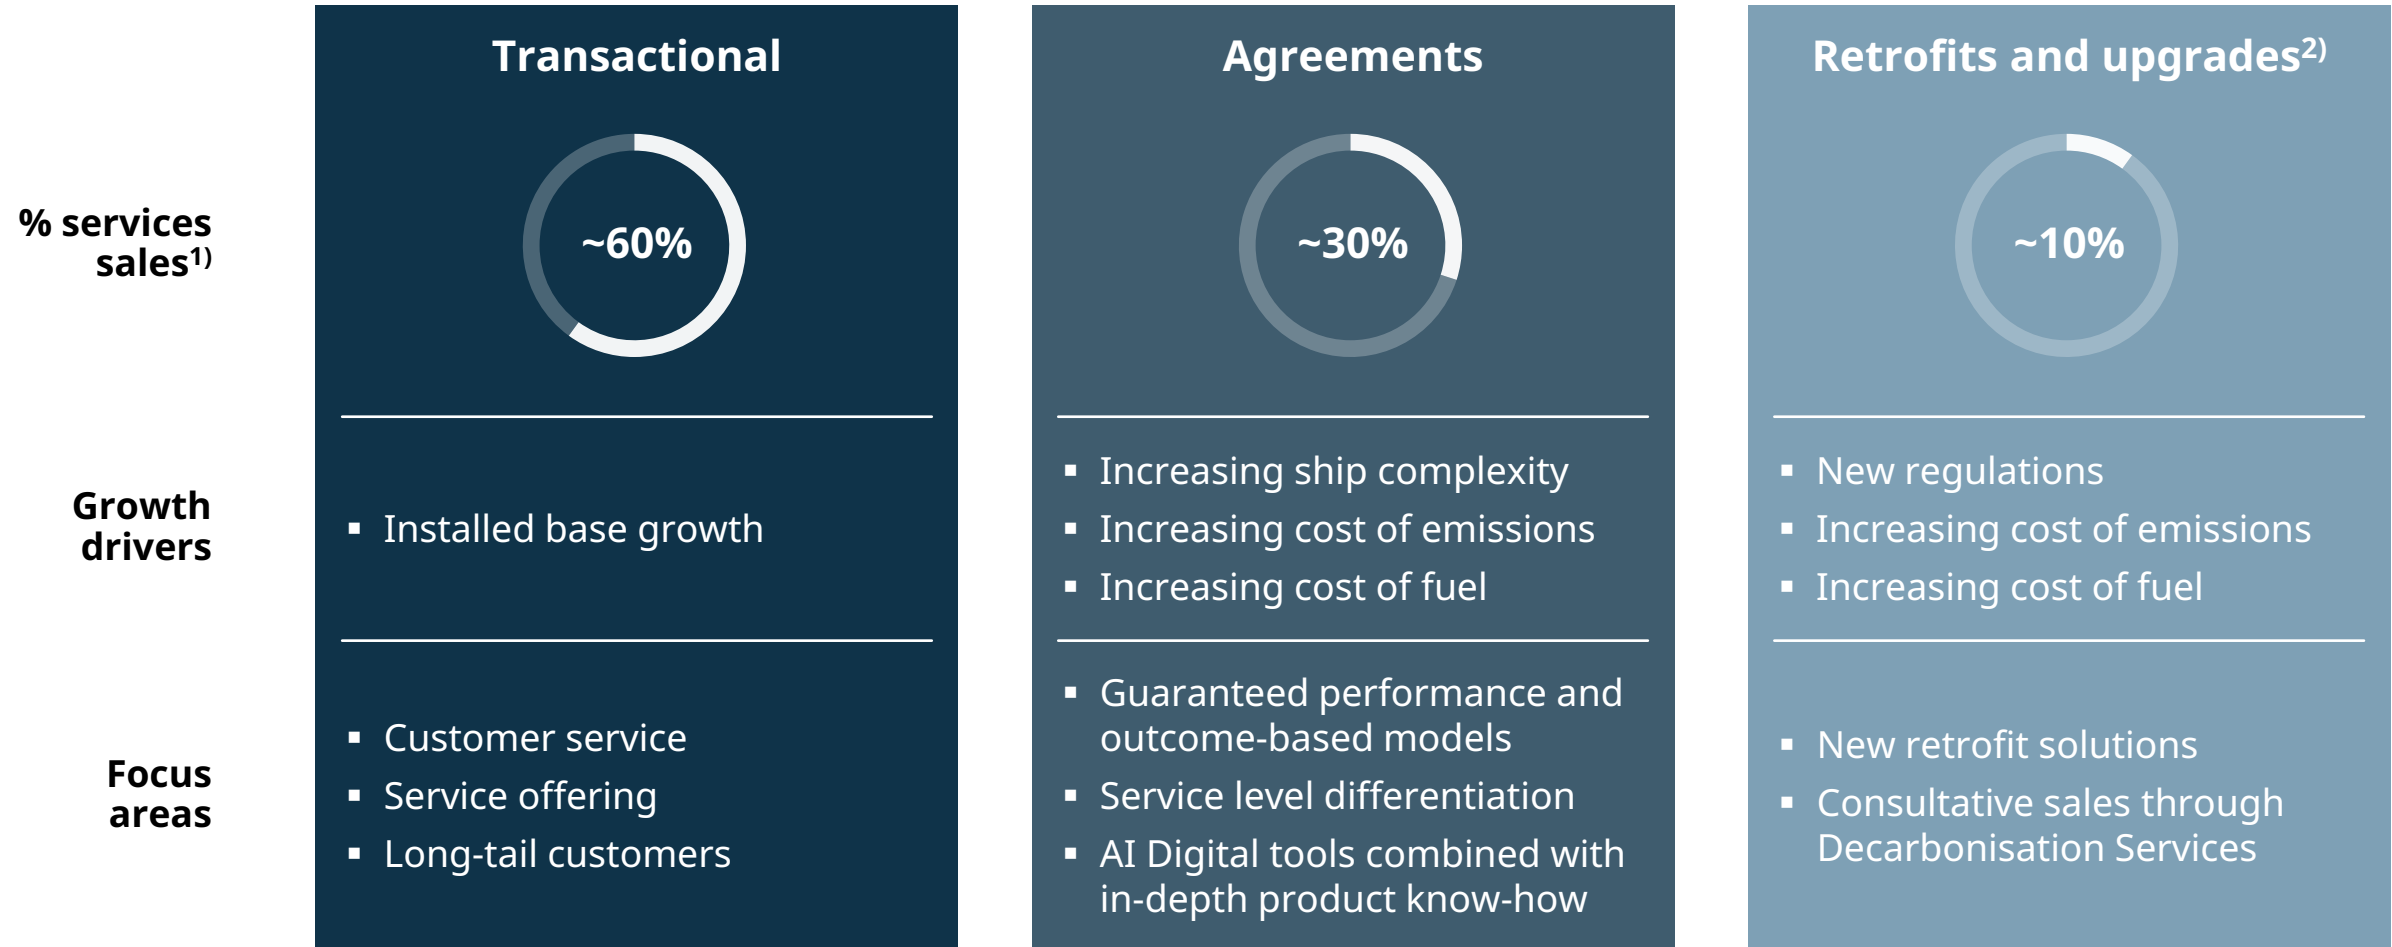 Transactional
Agreements
Retrofits and upgrades2)
% services
sales1)
~60%
~30%
~10%
Growth
drivers
▪ Installed base growth
▪ Increasing ship complexity
▪ Increasing cost of emissions
▪ Increasing cost of fuel
▪ New regulations
▪ Increasing cost of emissions
▪ Increasing cost of fuel
Focus
areas
▪ Customer service
▪ Service offering
▪ Long-tail customers
▪ Guaranteed performance and
outcome-based models
▪ Service level differentiation
▪ AI Digital tools combined with
in-depth product know-how
▪ New retrofit solutions
▪ Consultative sales through
Decarbonisation Services